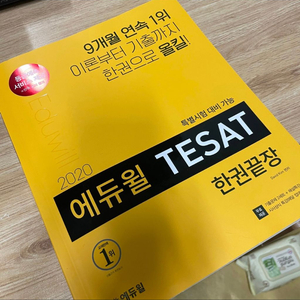 9개월 연속 1위
이론부터 기출까지
한권으로 올킬!
특별시험 대비 가능
2020
에듀윌 TESAT
한권끝장
1위
에듀윌